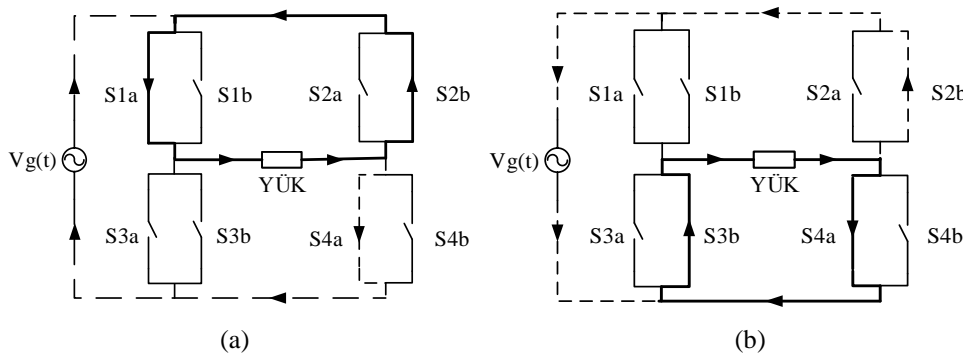 S1a S1b S2a S2b
Vg(t) YÜK
S3a S3b S4a S4b
(a)
S1a S1b S2a S2b
Vg(t) YÜK
S3a S3b S4a S4b
(b)